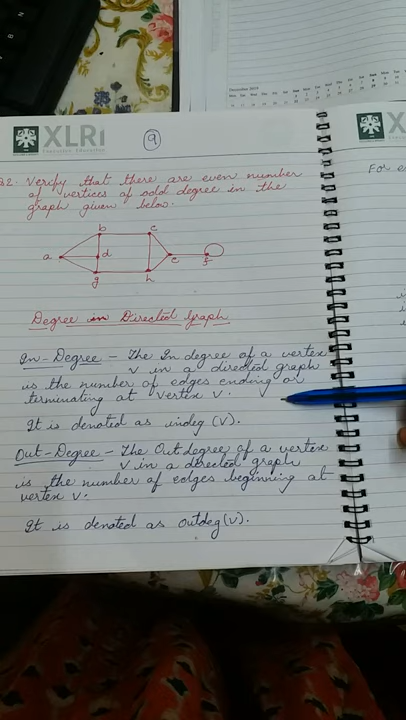 December 2024
XLRI
9
Q2. Verify that there are even number
of vertices of odd degree in the
graph given below.
b
c
a
d
e
f
g
h
Degree in Directed Graph
In-Degree - The In degree of a vertex
v in a directed graph
is the number of edges ending or
terminating at vertex v.
It is denoted as indeg (v).
Out-Degree - The Out degree of a vertex
v in a directed graph
is the number of edges beginning at
vertex v.
It is denoted as Outdeg(v).
For e